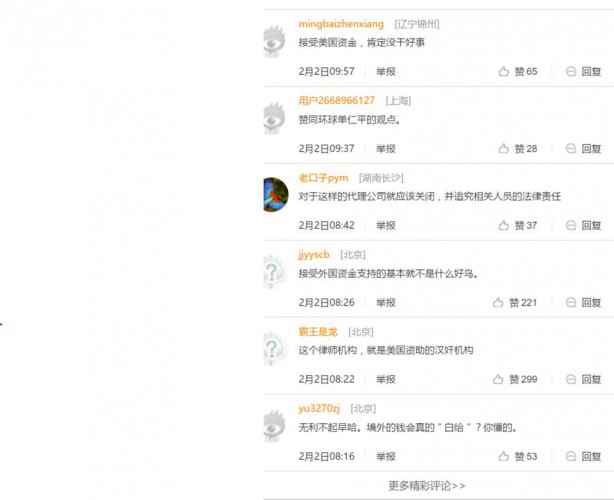 mingbaizhenxiang [辽宁锦州]
接受美国资金，肯定没干好事
2月2日09:57 举报 赞 65 回复
用户2668966127 [上海]
赞同环球单仁平的观点。
2月2日09:37 举报 赞 28 回复
老口子pym [湖南长沙]
对于这样的代理公司就应该关闭，并追究相关人员的法律责任
2月2日08:42 举报 赞 37 回复
jjyyscb [北京]
接受外国资金支持的基本就不是什么好鸟。
2月2日08:26 举报 赞 221 回复
霸王是龙 [北京]
这个律师机构，就是美国资助的汉奸机构
2月2日08:22 举报 赞 299 回复
yu3270zj [北京]
无利不起早哈。境外的钱会真的＂白给＂？你懂的。
2月2日08:16 举报 赞 53 回复
更多精彩评论>>